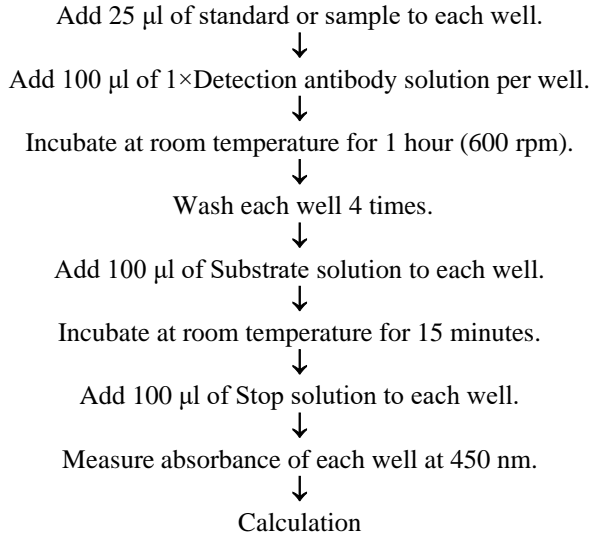 Add 25 μl of standard or sample to each well.
↓
Add 100 μl of 1×Detection antibody solution per well.
↓
Incubate at room temperature for 1 hour (600 rpm).
↓
Wash each well 4 times.
↓
Add 100 μl of Substrate solution to each well.
↓
Incubate at room temperature for 15 minutes.
↓
Add 100 μl of Stop solution to each well.
↓
Measure absorbance of each well at 450 nm.
↓
Calculation